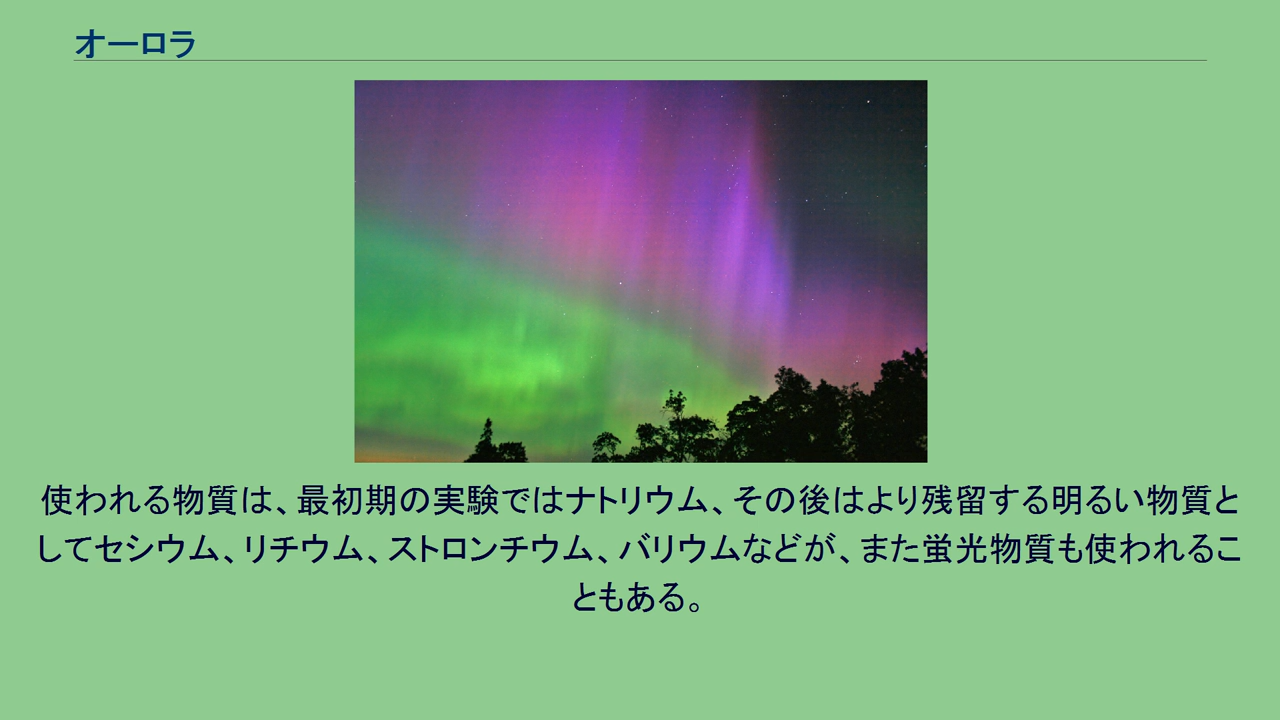 オーロラ
使われる物質は、最初期の実験ではナトリウム、その後はより残留する明るい物質と
してセシウム、リチウム、ストロンチウム、バリウムなどが、また蛍光物質も使われるこ
ともある。